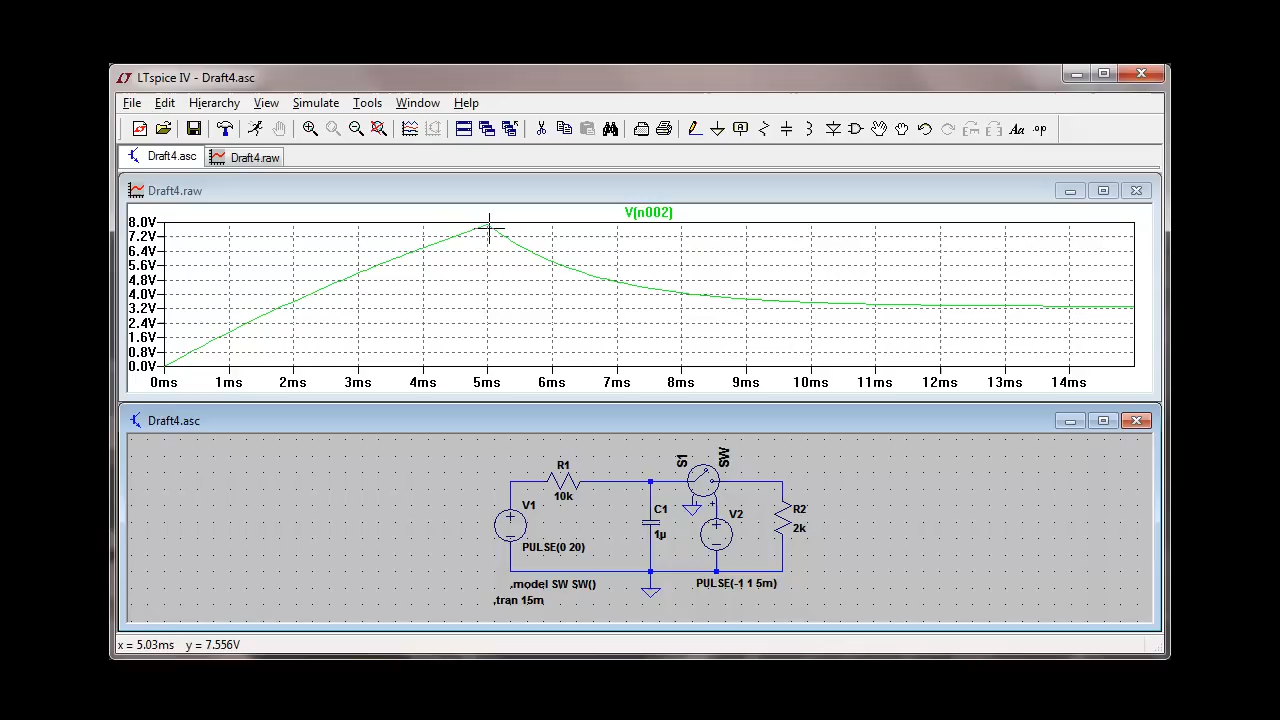 LTspice IV - Draft4.asc
File Edit Hierarchy View Simulate Tools Window Help
Aa .op
Draft4.asc Draft4.raw
Draft4.raw
V(n002)
8.0V
7.2V
6.4V
5.6V
4.8V
4.0V
3.2V
2.4V
1.6V
0.8V
0.0V
0ms 1ms 2ms 3ms 4ms 5ms 6ms 7ms 8ms 9ms 10ms 11ms 12ms 13ms 14ms
Draft4.asc
S1 SW
R1
10k
V1
C1
V2
R2
1µ
2k
PULSE(0 20)
.model SW SW()
PULSE(-1 1 5m)
.tran 15m
x = 5.03ms y = 7.556V